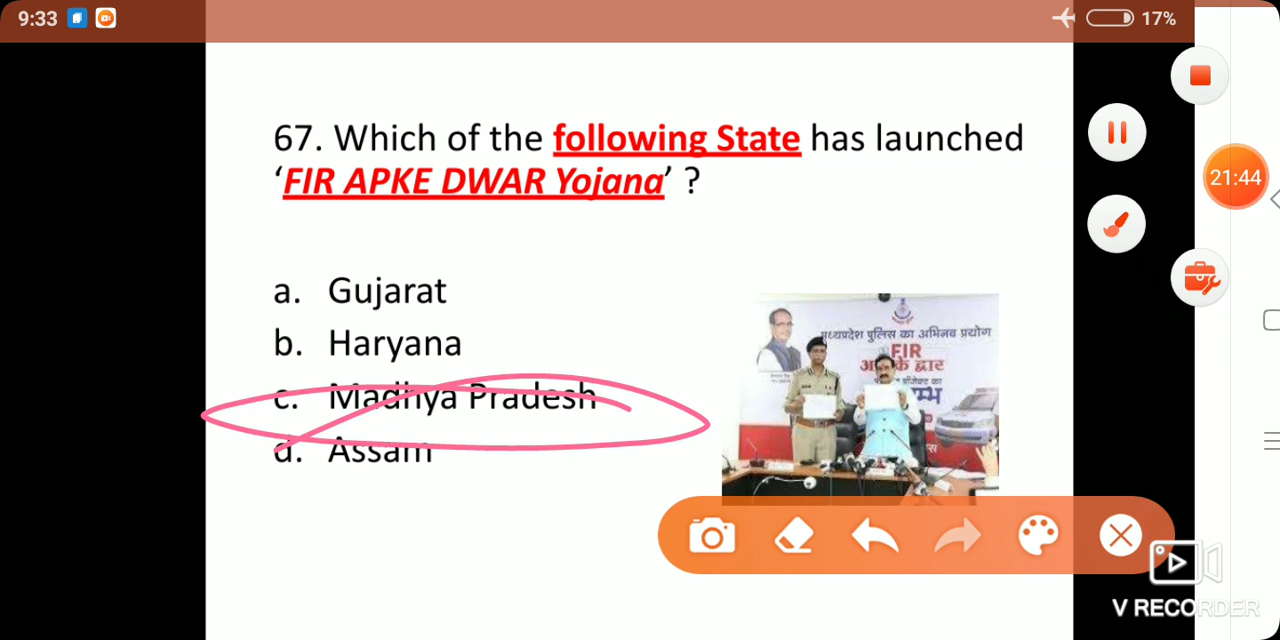 9:33
17%
67. Which of the following State has launched
‘FIR APKE DWAR Yojana’ ?
21:44
a. Gujarat
b. Haryana
c. Madhya Pradesh
d. Assam
मध्यप्रदेश पुलिस का अभिनव प्रयोग
FIR
द्वार
का
V RECORDER